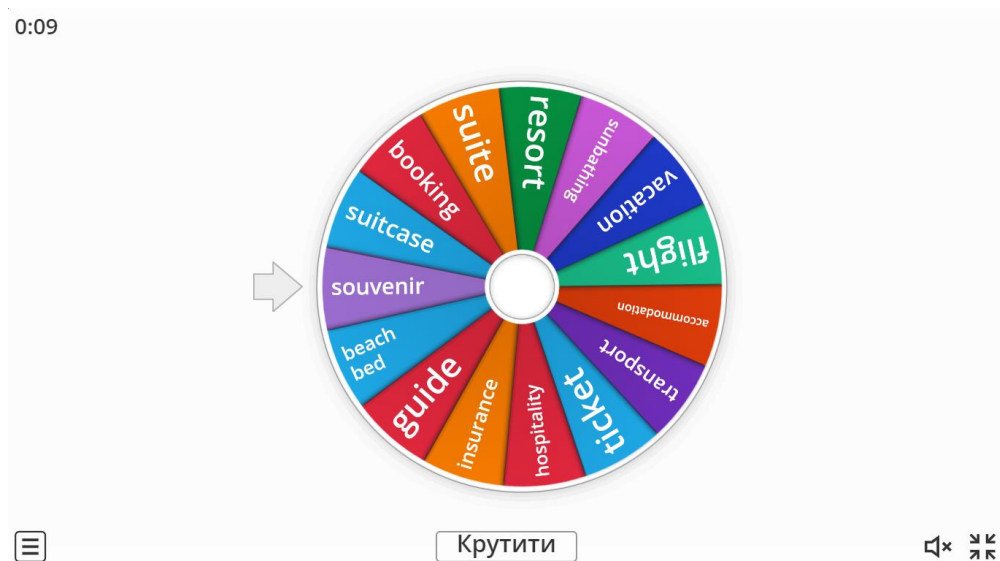 0:09
resort
sunbathing
vacation
flight
accommodation
transport
ticket
hospitality
insurance
guide
beach
bed
souvenir
suitcase
booking
suite
Крутити